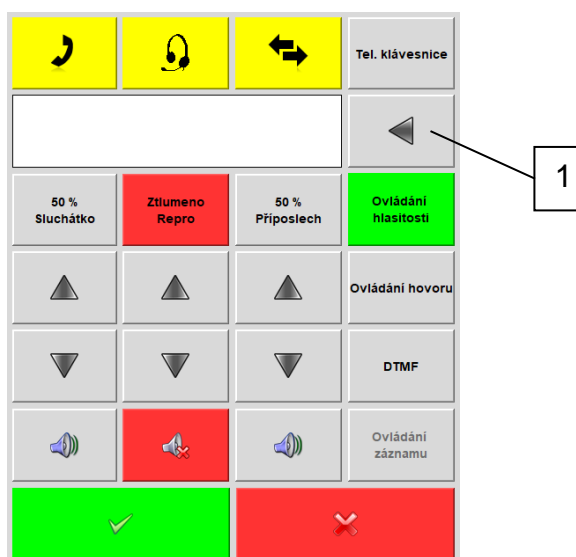 Tel. klávesnice
1
50 %
Sluchátko
Ztlumeno
Repro
50 %
Příposlech
Ovládání
hlasitosti
Ovládání hovoru
DTMF
Ovládání
záznamu